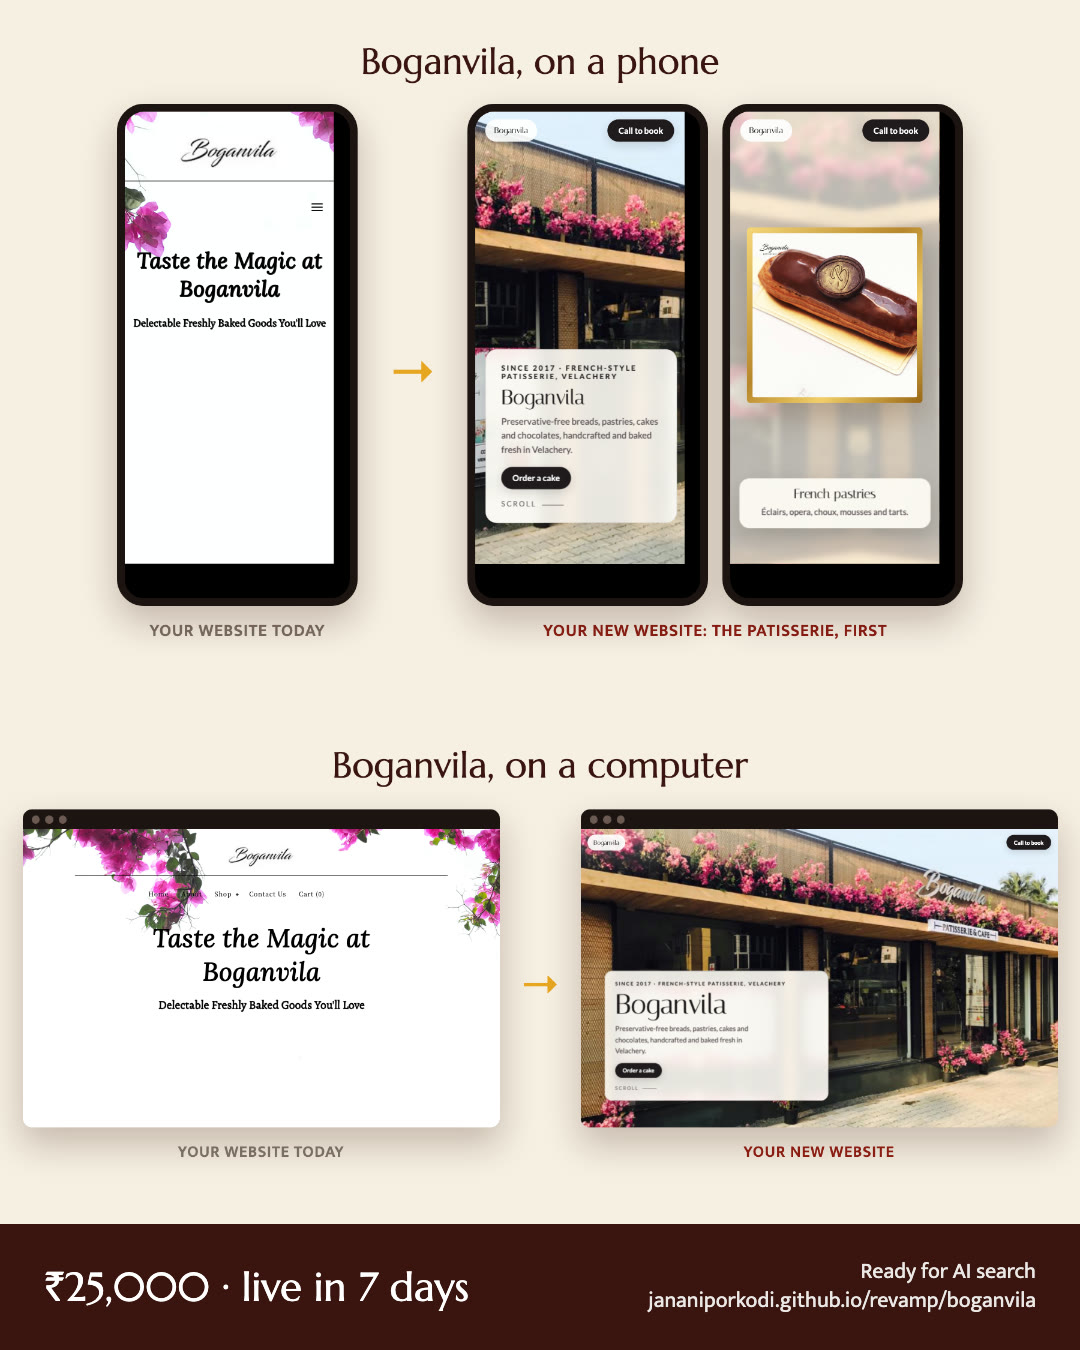 Boganvila, on a phone
Boganvila
Taste the Magic at
Boganvila
Delectable Freshly Baked Goods You'll Love
YOUR WEBSITE TODAY
Boganvila
Call to book
SINCE 2017 - FRENCH-STYLE
PATISSERIE, VELACHERY
Boganvila
Preservative-free breads, pastries, cakes
and chocolates, handcrafted and baked
fresh in Velachery.
Order a cake
SCROLL
Boganvila
Call to book
Boganvila
French pastries
Éclairs, opera, choux, mousses and tarts.
YOUR NEW WEBSITE: THE PATISSERIE, FIRST
Boganvila, on a computer
Boganvila
Home About Shop Contact Us Cart (0)
Taste the Magic at
Boganvila
Delectable Freshly Baked Goods You'll Love
YOUR WEBSITE TODAY
Boganvila
Call to book
Boganvila
PATISSERIE & CAFE
SINCE 2017 - FRENCH-STYLE PATISSERIE, VELACHERY
Boganvila
Preservative-free breads, pastries, cakes and
chocolates, handcrafted and baked fresh in
Velachery.
Order a cake
SCROLL
YOUR NEW WEBSITE
₹25,000 · live in 7 days
Ready for AI search
jananiporkodi.github.io/revamp/boganvila